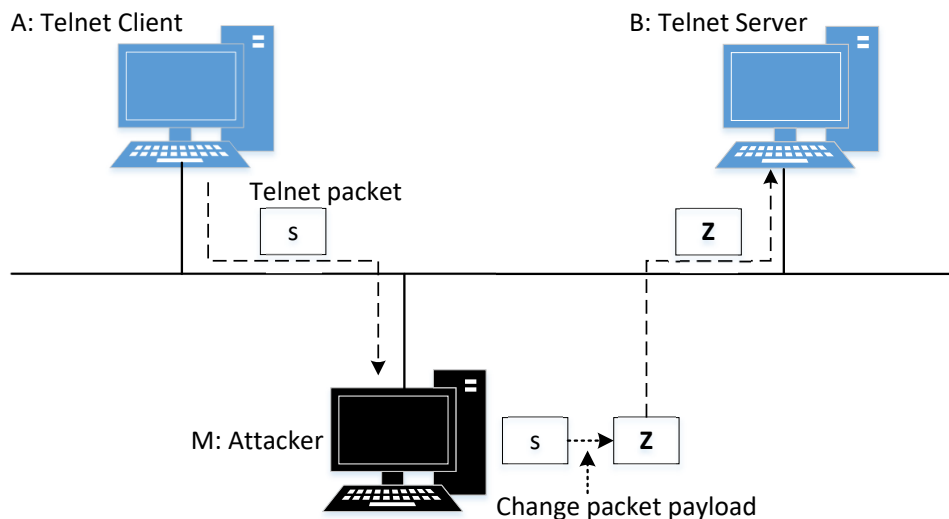 A: Telnet Client
B: Telnet Server
Telnet packet
s
Z
M: Attacker
s
Z
Change packet payload